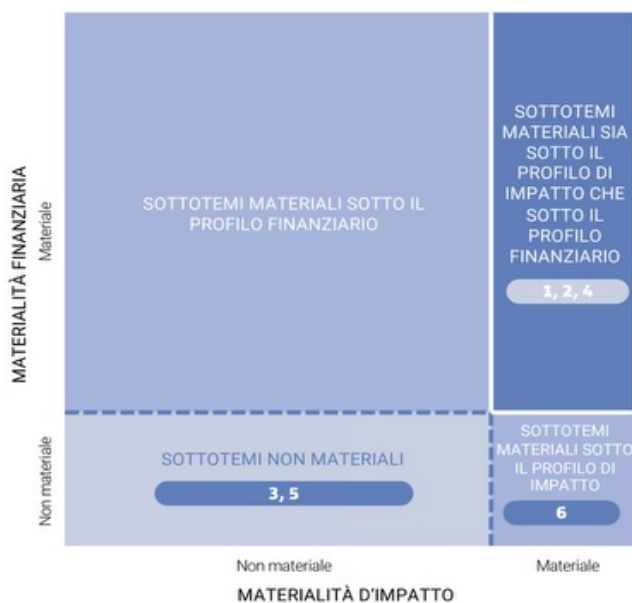 MATERIALITÀ FINANZIARIA
Materiale
Non materiale
SOTTOTEMI MATERIALI SOTTO IL
PROFILO FINANZIARIO
SOTTOTEMI
MATERIALI SIA
SOTTO IL
PROFILO DI
IMPATTO CHE
SOTTO IL
PROFILO
FINANZIARIO
1, 2, 4
SOTTOTEMI NON MATERIALI
3, 5
SOTTOTEMI
MATERIALI SOTTO
IL PROFILO DI
IMPATTO
6
Non materiale
Materiale
MATERIALITÀ D'IMPATTO